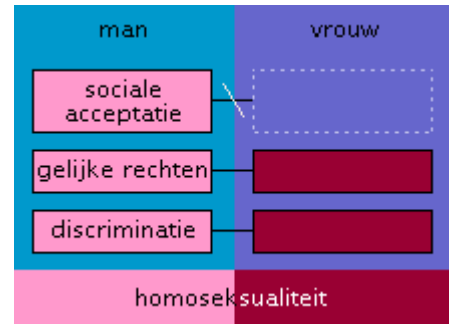 man
vrouw
sociale
acceptatie
gelijke rechten
discriminatie
homoseksualiteit